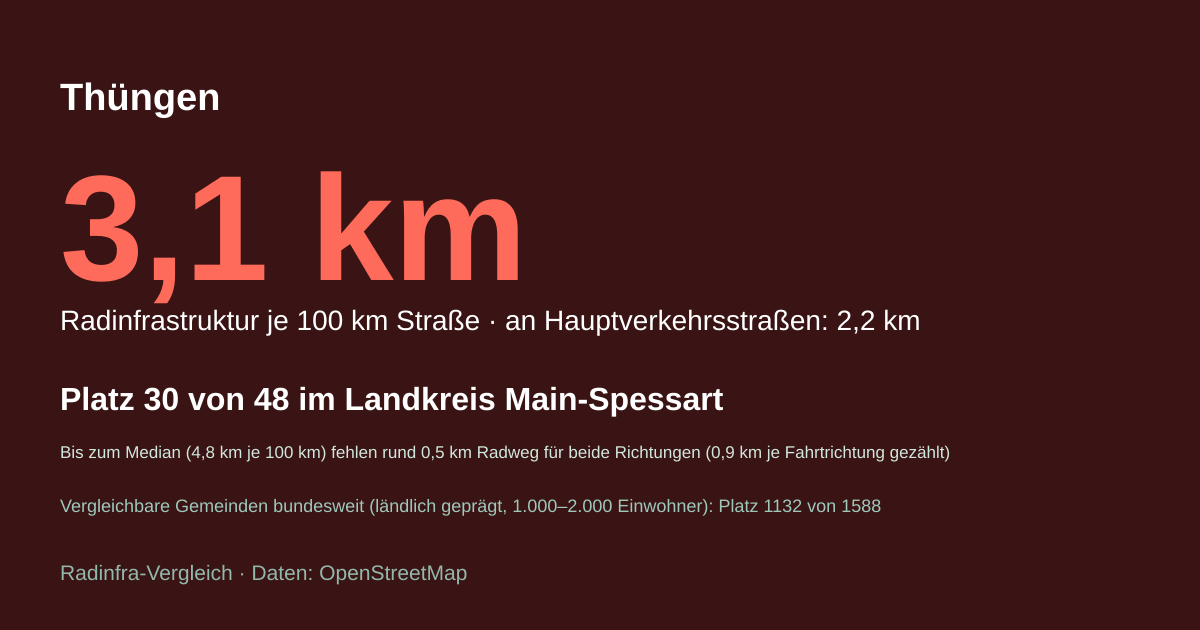 Thüngen
3,1 km
Radinfrastruktur je 100 km Straße · an Hauptverkehrsstraßen: 2,2 km
Platz 30 von 48 im Landkreis Main-Spessart
Bis zum Median (4,8 km je 100 km) fehlen rund 0,5 km Radweg für beide Richtungen (0,9 km je Fahrtrichtung gezählt)
Vergleichbare Gemeinden bundesweit (ländlich geprägt, 1.000–2.000 Einwohner): Platz 1132 von 1588
Radinfra-Vergleich · Daten: OpenStreetMap